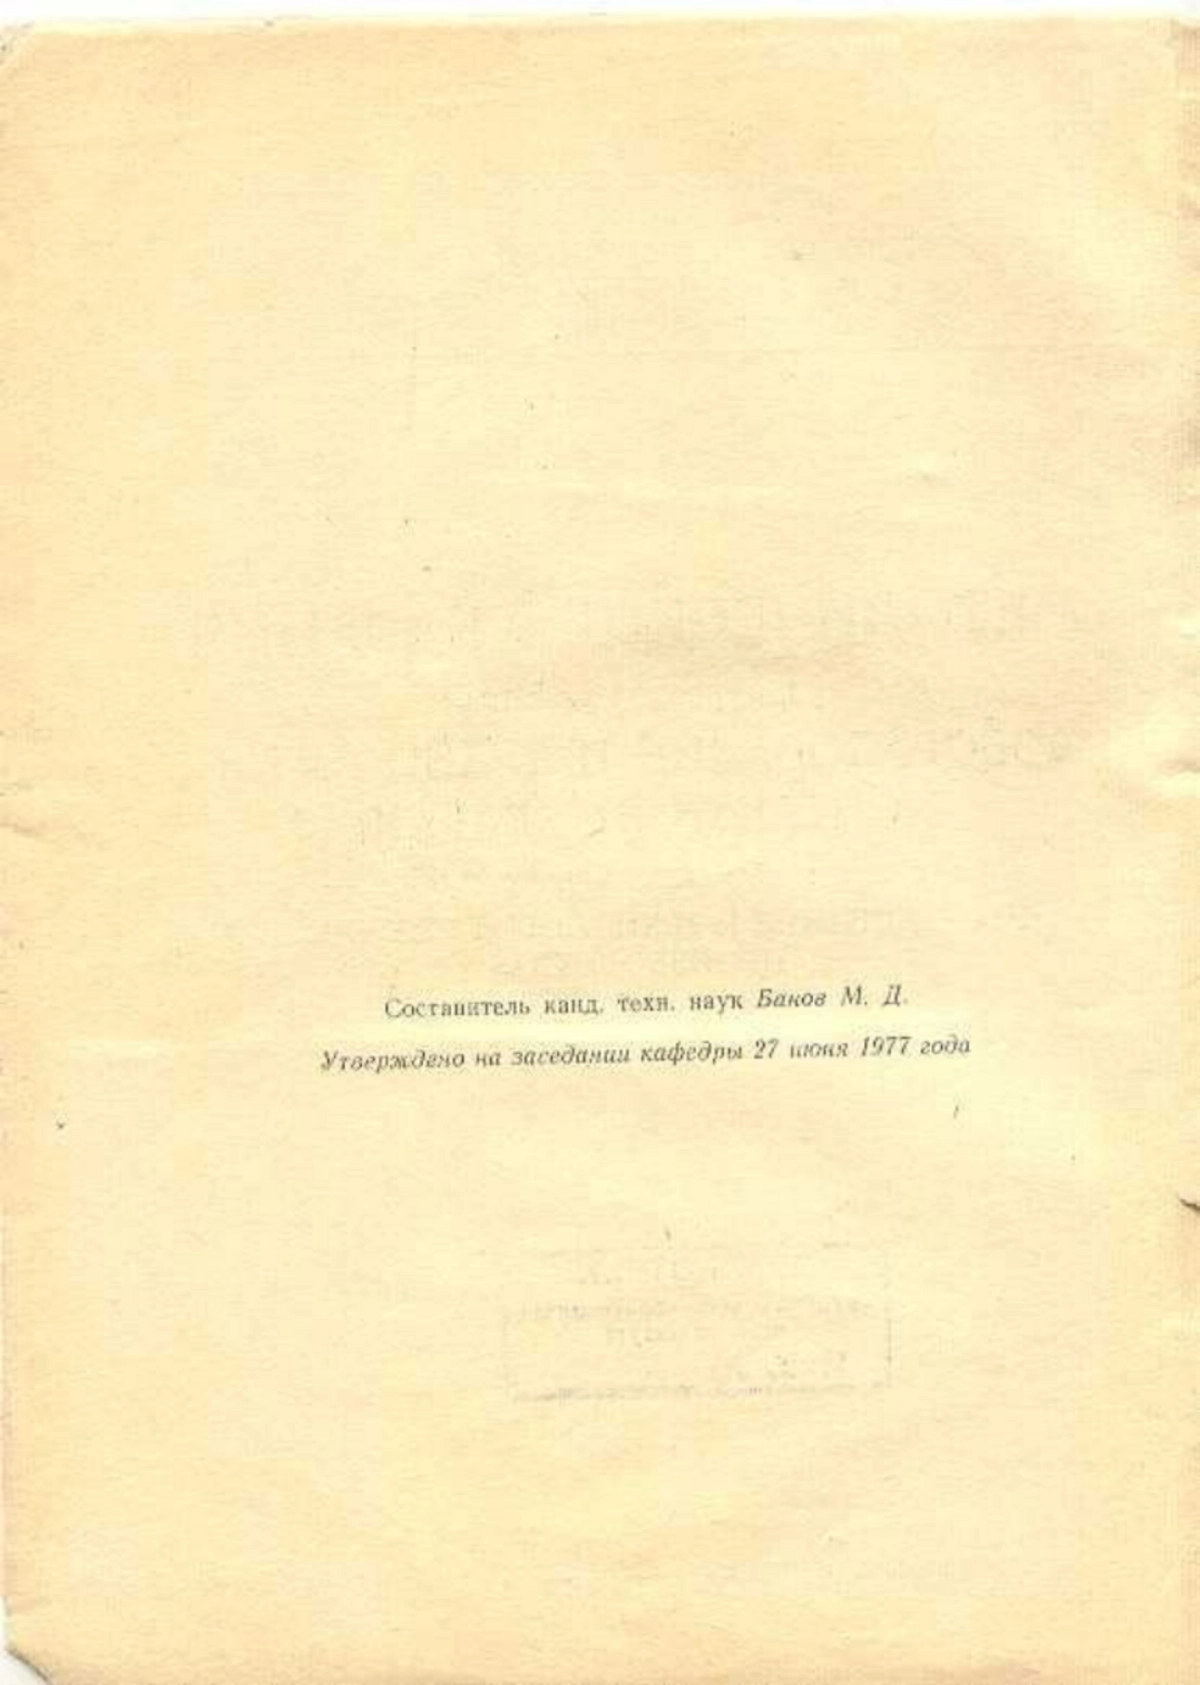 Составитель канд. техн. наук Баков М. Д.
Утверждено на заседании кафедры 27 июня 1977 года